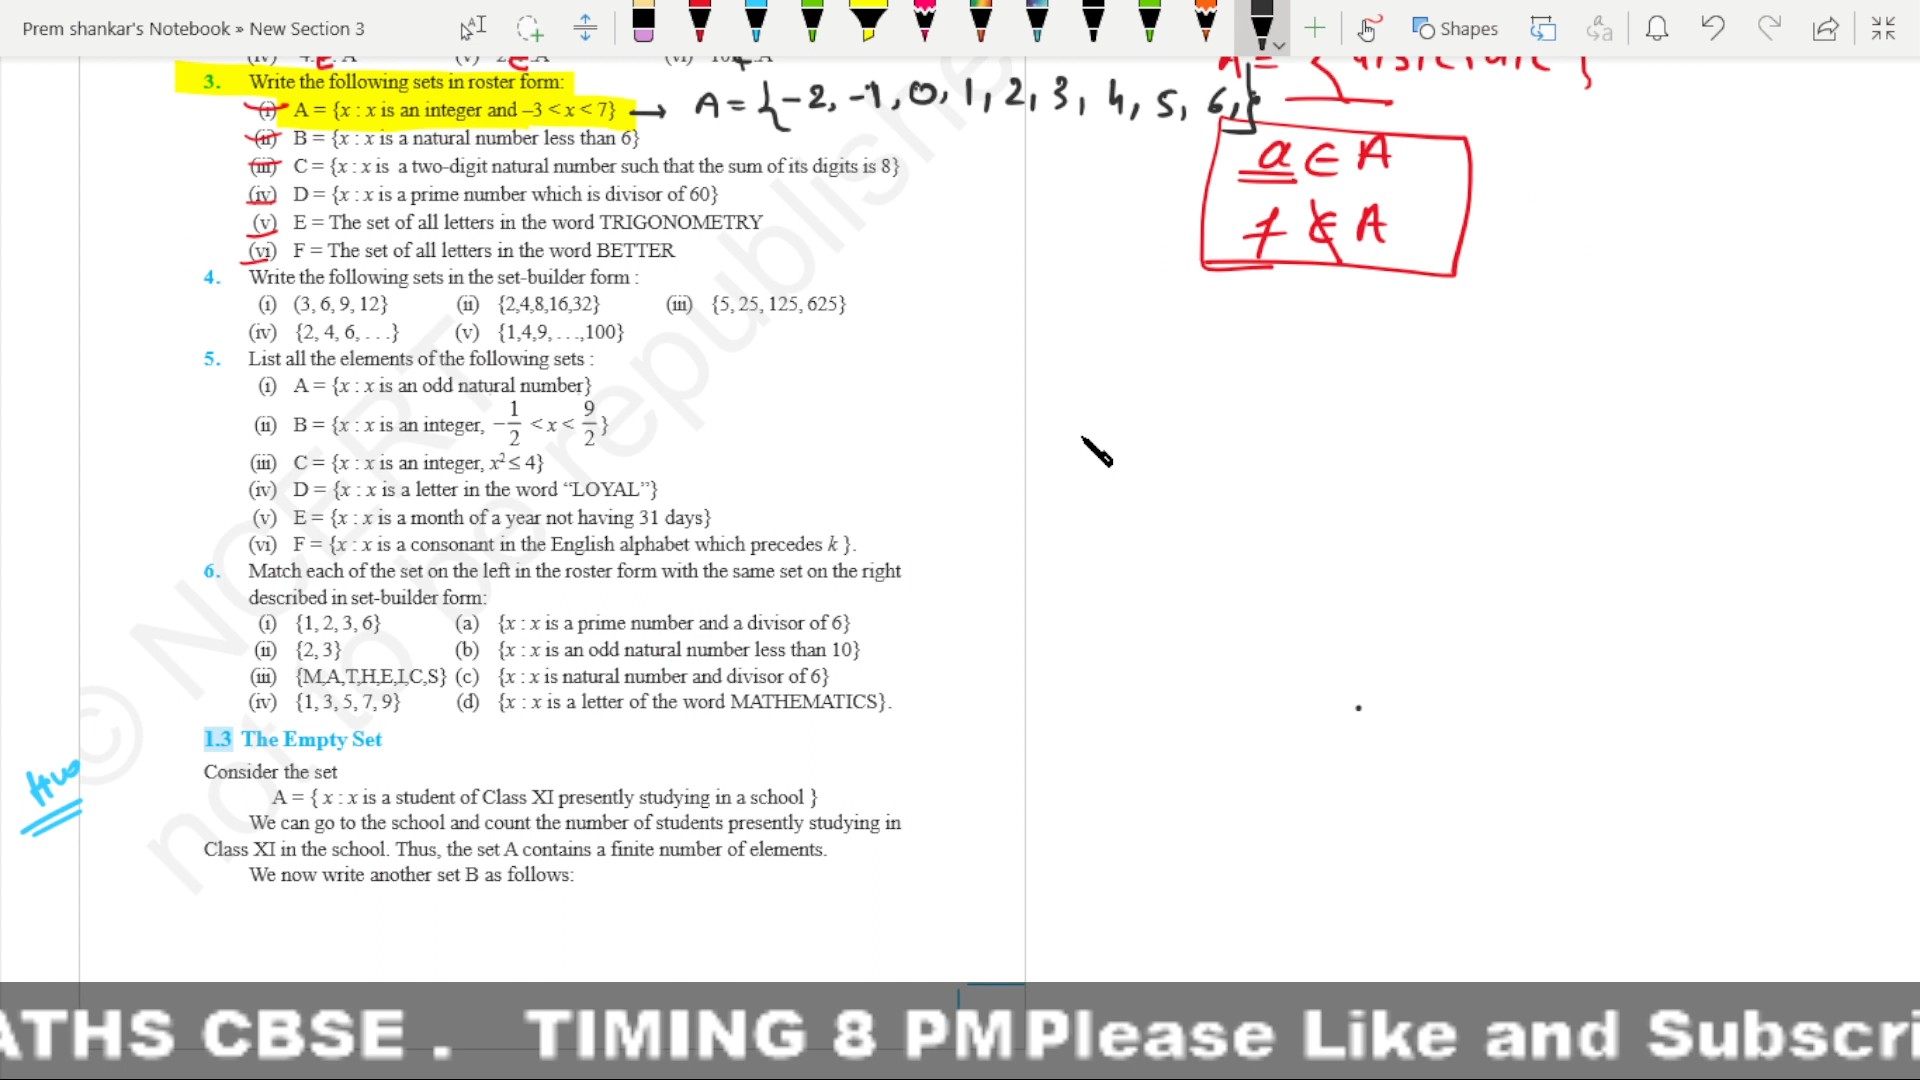 Prem shankar's Notebook » New Section 3
Shapes
3. Write the following sets in roster form:
(i) A = {x : x is an integer and –3 < x < 7} → A = {-2, -1, 0, 1, 2, 3, 4, 5, 6,}
(ii) B = {x : x is a natural number less than 6}
(iii) C = {x : x is a two-digit natural number such that the sum of its digits is 8}
(iv) D = {x : x is a prime number which is divisor of 60}
(v) E = The set of all letters in the word TRIGONOMETRY
(vi) F = The set of all letters in the word BETTER
a ∈ A
f ∉ A
4. Write the following sets in the set-builder form :
(i) (3, 6, 9, 12} (ii) {2,4,8,16,32} (iii) {5, 25, 125, 625}
(iv) {2, 4, 6, . . .} (v) {1,4,9, . . .,100}
5. List all the elements of the following sets :
(i) A = {x : x is an odd natural number}
(ii) B = {x : x is an integer, –1/2 < x < 9/2}
(iii) C = {x : x is an integer, x² ≤ 4}
(iv) D = {x : x is a letter in the word “LOYAL”}
(v) E = {x : x is a month of a year not having 31 days}
(vi) F = {x : x is a consonant in the English alphabet which precedes k }.
6. Match each of the set on the left in the roster form with the same set on the right
described in set-builder form:
(i) {1, 2, 3, 6} (a) {x : x is a prime number and a divisor of 6}
(ii) {2, 3} (b) {x : x is an odd natural number less than 10}
(iii) {M,A,T,H,E,I,C,S} (c) {x : x is natural number and divisor of 6}
(iv) {1, 3, 5, 7, 9} (d) {x : x is a letter of the word MATHEMATICS}.
1.3 The Empty Set
Consider the set
A = { x : x is a student of Class XI presently studying in a school }
We can go to the school and count the number of students presently studying in
Class XI in the school. Thus, the set A contains a finite number of elements.
We now write another set B as follows:
© NCERT
not to be republishe
ATHS CBSE . TIMING 8 PM Please Like and Subscri